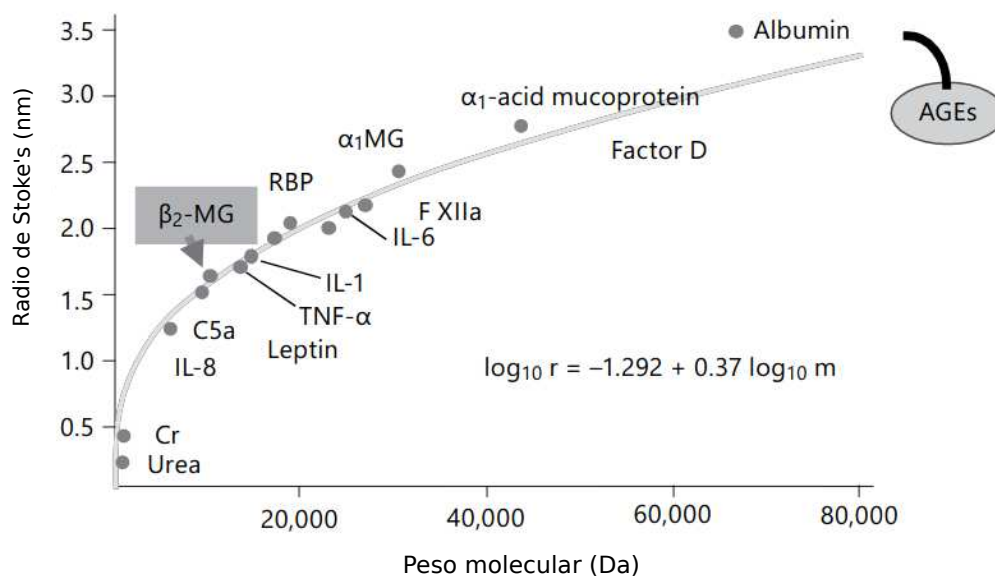 3.5
3.0
2.5
2.0
1.5
1.0
0.5
Radio de Stoke's (nm)
Albumin
AGEs
α₁-acid mucoprotein
α₁MG
Factor D
RBP
β₂-MG
F XIIa
IL-6
IL-1
TNF-α
C5a
Leptin
IL-8
log₁₀ r = –1.292 + 0.37 log₁₀ m
Cr
Urea
20,000 40,000 60,000 80,000
Peso molecular (Da)